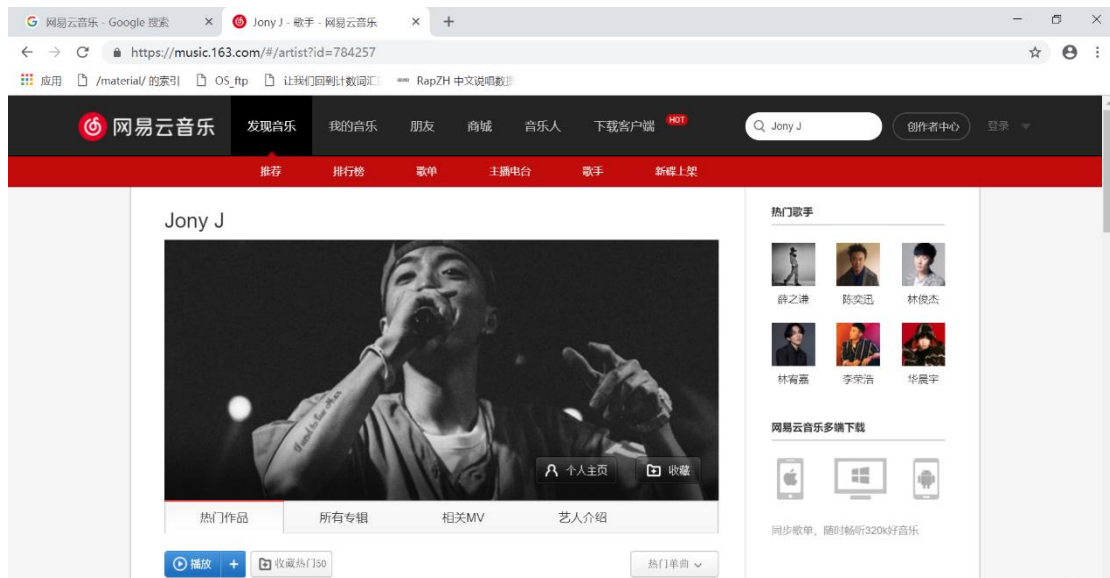 网易云音乐 - Google 搜索
Jony J - 歌手 - 网易云音乐
https://music.163.com/#/artist?id=784257
应用 /material/ 的索引 OS_ftp 让我们回到计数词汇 RapZH 中文说唱数据
网易云音乐 发现音乐 我的音乐 朋友 商城 音乐人 下载客户端 HOT Jony J 创作者中心 登录
推荐 排行榜 歌单 主播电台 歌手 新碟上架
Jony J
个人主页 收藏
热门作品 所有专辑 相关MV 艺人介绍
播放 + 收藏热门50 热门单曲
热门歌手
薛之谦 陈奕迅 林俊杰
林宥嘉 李荣浩 华晨宇
网易云音乐多端下载
同步歌单，随时畅听320k好音乐